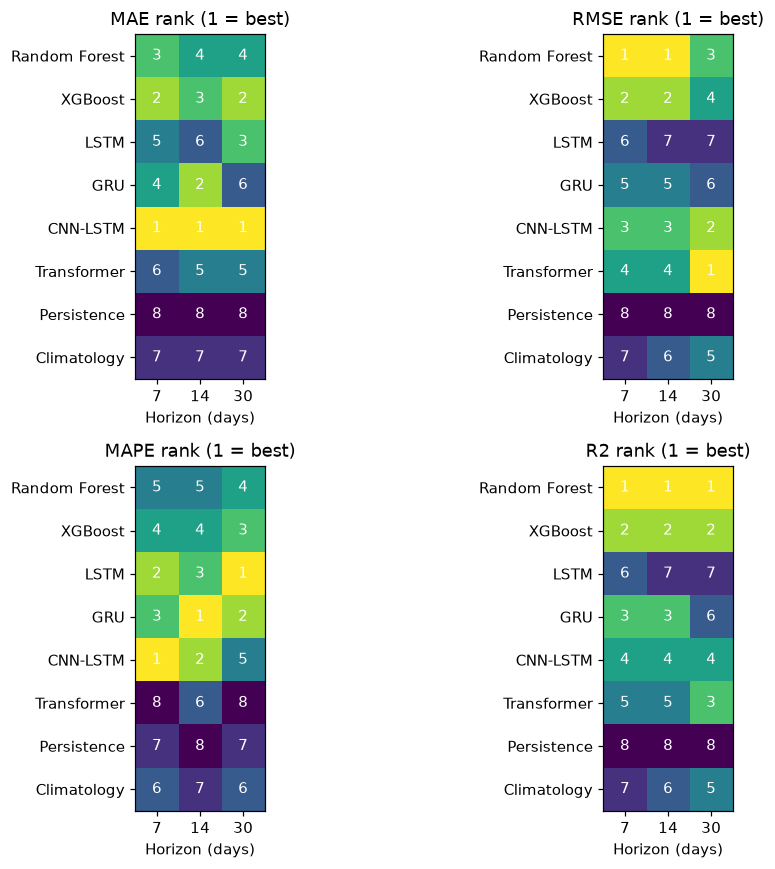 MAE rank (1 = best)
Random Forest 3 4 4
XGBoost 2 3 2
LSTM 5 6 3
GRU 4 2 6
CNN-LSTM 1 1 1
Transformer 6 5 5
Persistence 8 8 8
Climatology 7 7 7
7 14 30
Horizon (days)
RMSE rank (1 = best)
Random Forest 1 1 3
XGBoost 2 2 4
LSTM 6 7 7
GRU 5 5 6
CNN-LSTM 3 3 2
Transformer 4 4 1
Persistence 8 8 8
Climatology 7 6 5
7 14 30
Horizon (days)
MAPE rank (1 = best)
Random Forest 5 5 4
XGBoost 4 4 3
LSTM 2 3 1
GRU 3 1 2
CNN-LSTM 1 2 5
Transformer 8 6 8
Persistence 7 8 7
Climatology 6 7 6
7 14 30
Horizon (days)
R2 rank (1 = best)
Random Forest 1 1 1
XGBoost 2 2 2
LSTM 6 7 7
GRU 3 3 6
CNN-LSTM 4 4 4
Transformer 5 5 3
Persistence 8 8 8
Climatology 7 6 5
7 14 30
Horizon (days)